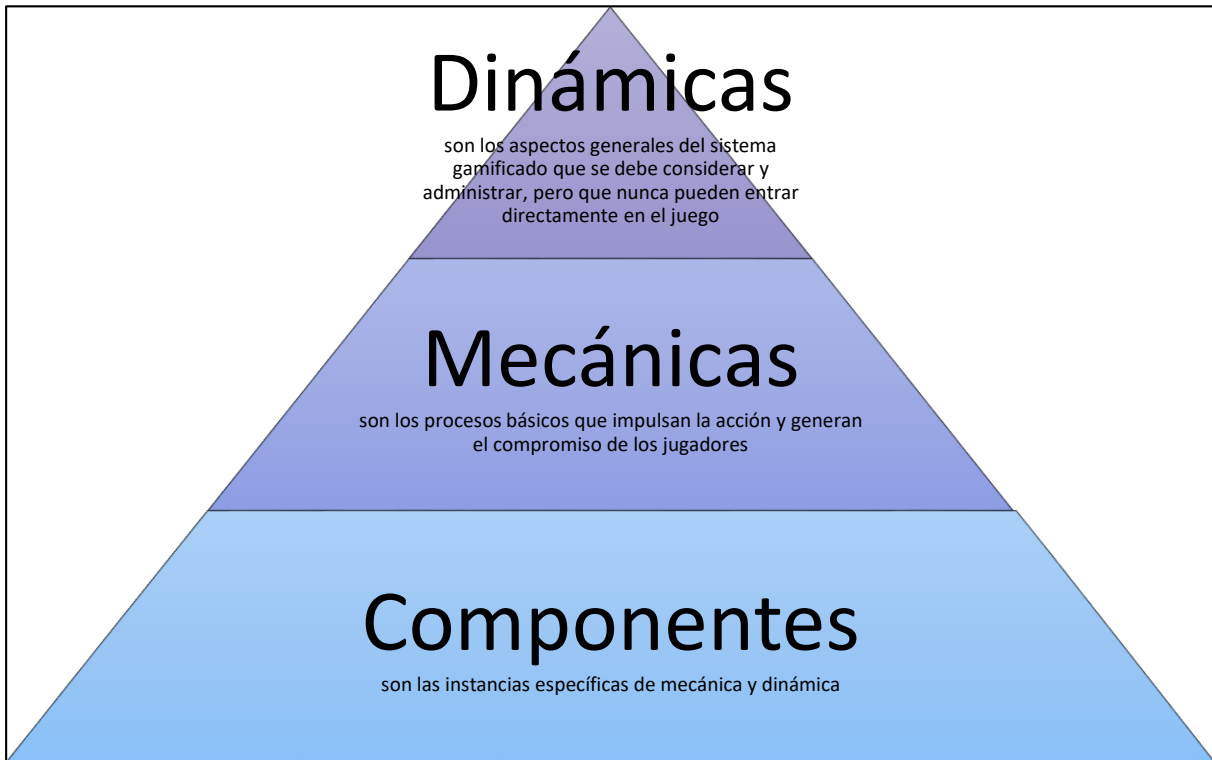 Dinámicas
son los aspectos generales del sistema
gamificado que se debe considerar y
administrar, pero que nunca pueden entrar
directamente en el juego
Mecánicas
son los procesos básicos que impulsan la acción y generan
el compromiso de los jugadores
Componentes
son las instancias específicas de mecánica y dinámica